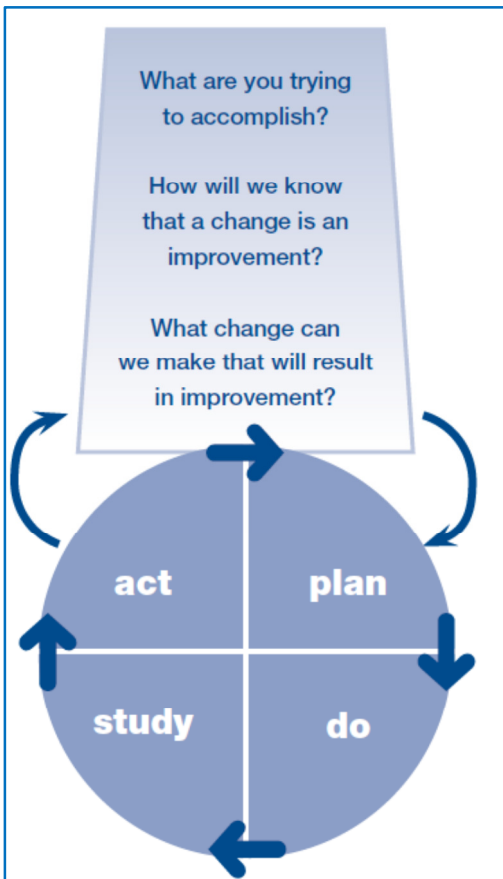 What are you trying
to accomplish?
How will we know
that a change is an
improvement?
What change can
we make that will result
in improvement?
act
plan
study
do